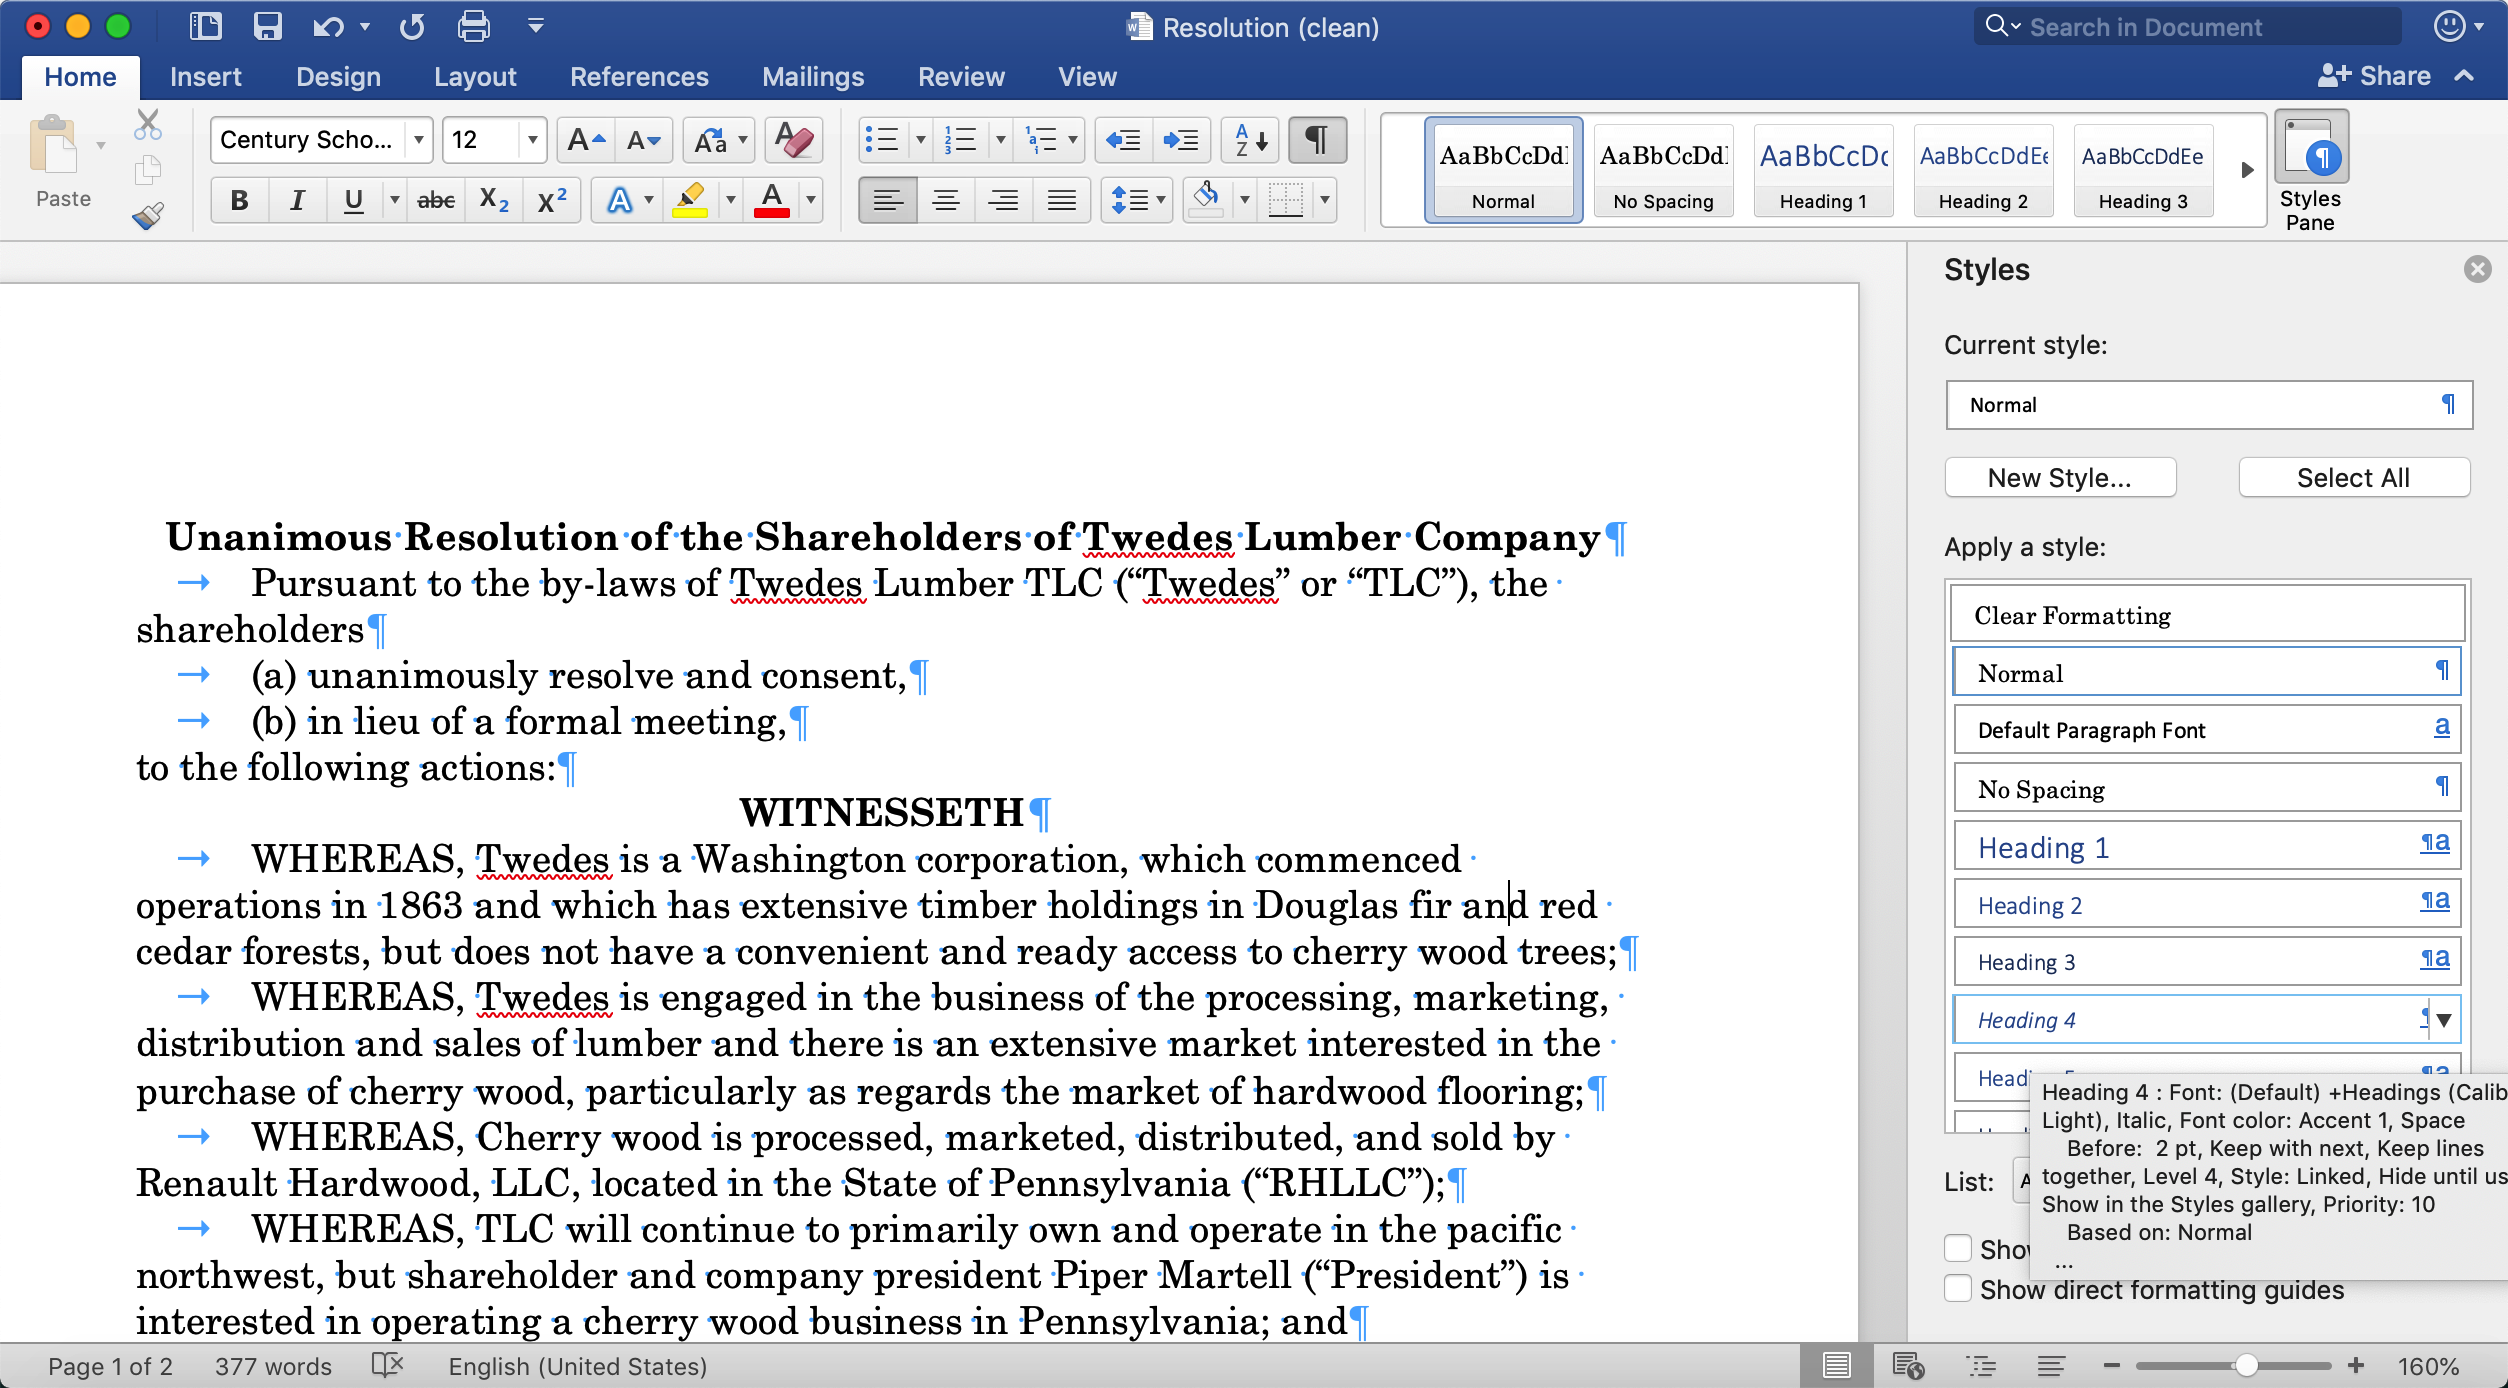 Resolution (clean)
Search in Document
Home Insert Design Layout References Mailings Review View
Share
Paste
Century Scho... 12
AaBbCcDdl AaBbCcDdl AaBbCcDc AaBbCcDdEe AaBbCcDdEe
Normal No Spacing Heading 1 Heading 2 Heading 3
Styles
Pane
Unanimous Resolution of the Shareholders of Twedes Lumber Company¶
→ Pursuant to the by-laws of Twedes Lumber TLC (“Twedes” or “TLC”), the
shareholders¶
→ (a) unanimously resolve and consent,¶
→ (b) in lieu of a formal meeting,¶
to the following actions:¶
WITNESSETH¶
→ WHEREAS, Twedes is a Washington corporation, which commenced
operations in 1863 and which has extensive timber holdings in Douglas fir and red
cedar forests, but does not have a convenient and ready access to cherry wood trees;¶
→ WHEREAS, Twedes is engaged in the business of the processing, marketing,
distribution and sales of lumber and there is an extensive market interested in the
purchase of cherry wood, particularly as regards the market of hardwood flooring;¶
→ WHEREAS, Cherry wood is processed, marketed, distributed, and sold by
Renault Hardwood, LLC, located in the State of Pennsylvania (“RHLLC”);¶
→ WHEREAS, TLC will continue to primarily own and operate in the pacific
northwest, but shareholder and company president Piper Martell (“President”) is
interested in operating a cherry wood business in Pennsylvania; and¶
Styles
Current style:
Normal ¶
New Style... Select All
Apply a style:
Clear Formatting
Normal ¶
Default Paragraph Font a
No Spacing ¶
Heading 1 ¶a
Heading 2 ¶a
Heading 3 ¶a
Heading 4
Headi
Heading 4 : Font: (Default) +Headings (Calib
Light), Italic, Font color: Accent 1, Space
Before: 2 pt, Keep with next, Keep lines
together, Level 4, Style: Linked, Hide until us
Show in the Styles gallery, Priority: 10
Based on: Normal
...
List:
Show
Show direct formatting guides
Page 1 of 2 377 words English (United States) 160%